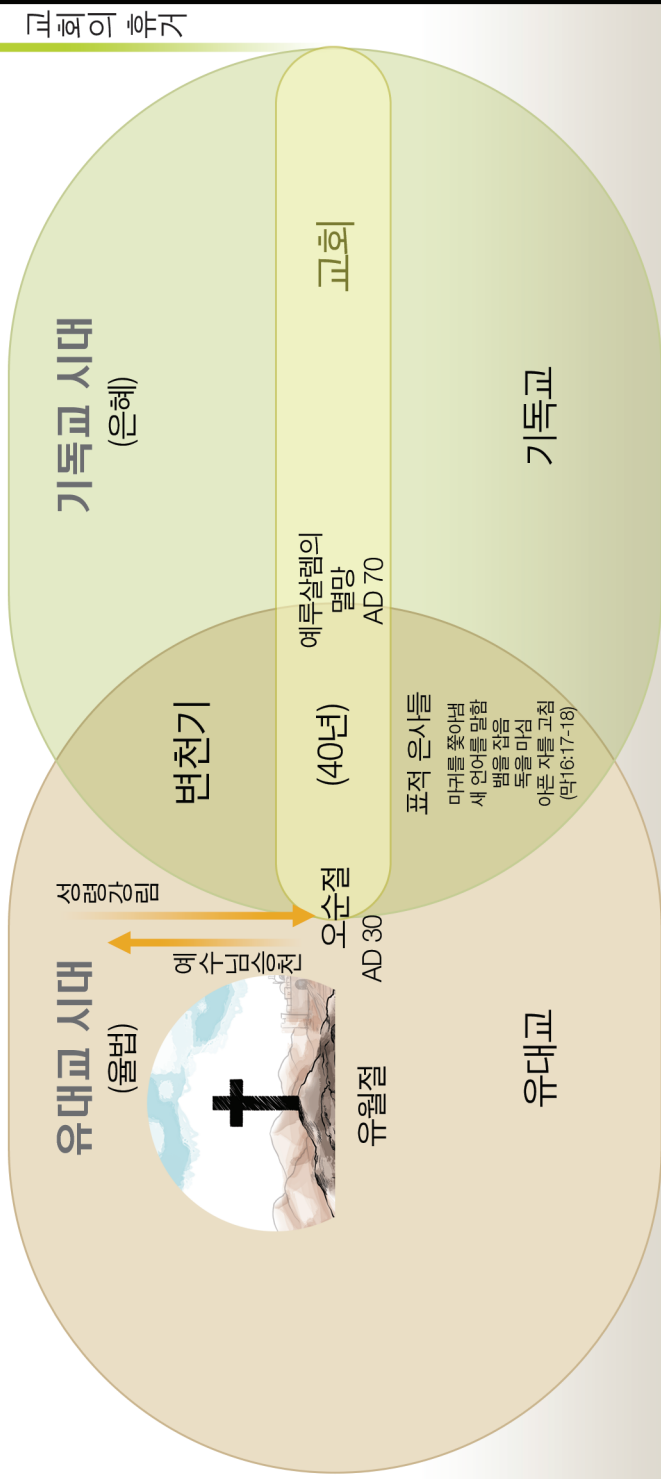 유대교 시대
(율법)
예수님승천
성령강림
유월절
유대교
오순절
AD 30
변천기
(40년)
표적 은사들
마귀를 쫓아냄
새 언어를 말함
뱀을 잡음
독을 마심
아픈 자를 고침
(막16:17-18)
예루살렘의
멸망
AD 70
기독교 시대
(은혜)
교회
기독교
교회의 휴거